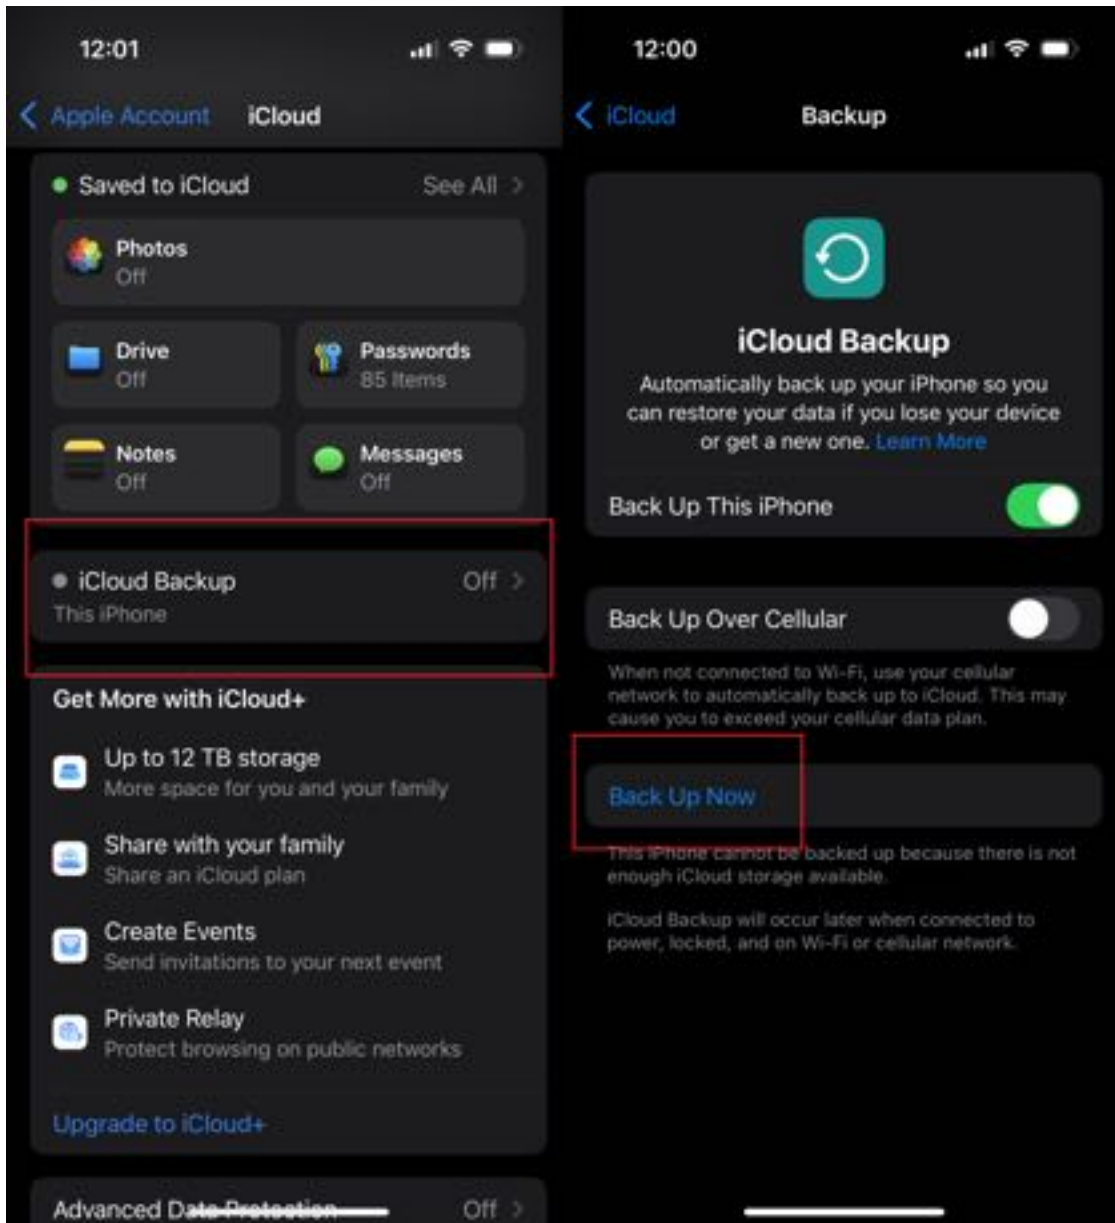 12:01
Apple Account
iCloud
Saved to iCloud
See All
Photos
Off
Drive
Off
Passwords
85 Items
Notes
Off
Messages
Off
iCloud Backup
Off
This iPhone
Get More with iCloud+
Up to 12 TB storage
More space for you and your family
Share with your family
Share an iCloud plan
Create Events
Send invitations to your next event
Private Relay
Protect browsing on public networks
Upgrade to iCloud+
Advanced Data Protection
Off
12:00
iCloud
Backup
iCloud Backup
Automatically back up your iPhone so you
can restore your data if you lose your device
or get a new one. Learn More
Back Up This iPhone
Back Up Over Cellular
When not connected to Wi-Fi, use your cellular
network to automatically back up to iCloud. This may
cause you to exceed your cellular data plan.
Back Up Now
This iPhone cannot be backed up because there is not
enough iCloud storage available.
iCloud Backup will occur later when connected to
power, locked, and on Wi-Fi or cellular network.